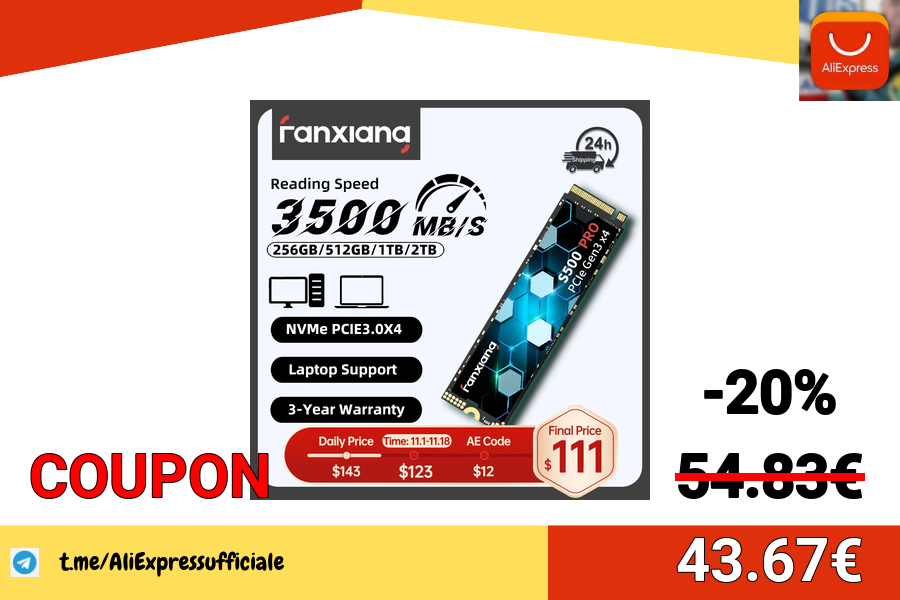 AliExpress
fanxiang
24h
Shipping
Reading Speed
3500 MB/S
256GB/512GB/1TB/2TB
S500 PRO
PCIe Gen3 x4
fanxiang
NVMe PCIE3.0X4
Laptop Support
3-Year Warranty
Daily Price Time: 11.1-11.18 AE Code
$143 $123 $12
Final Price
$111
-20%
COUPON
54.83€
t.me/AliExpressufficiale
43.67€